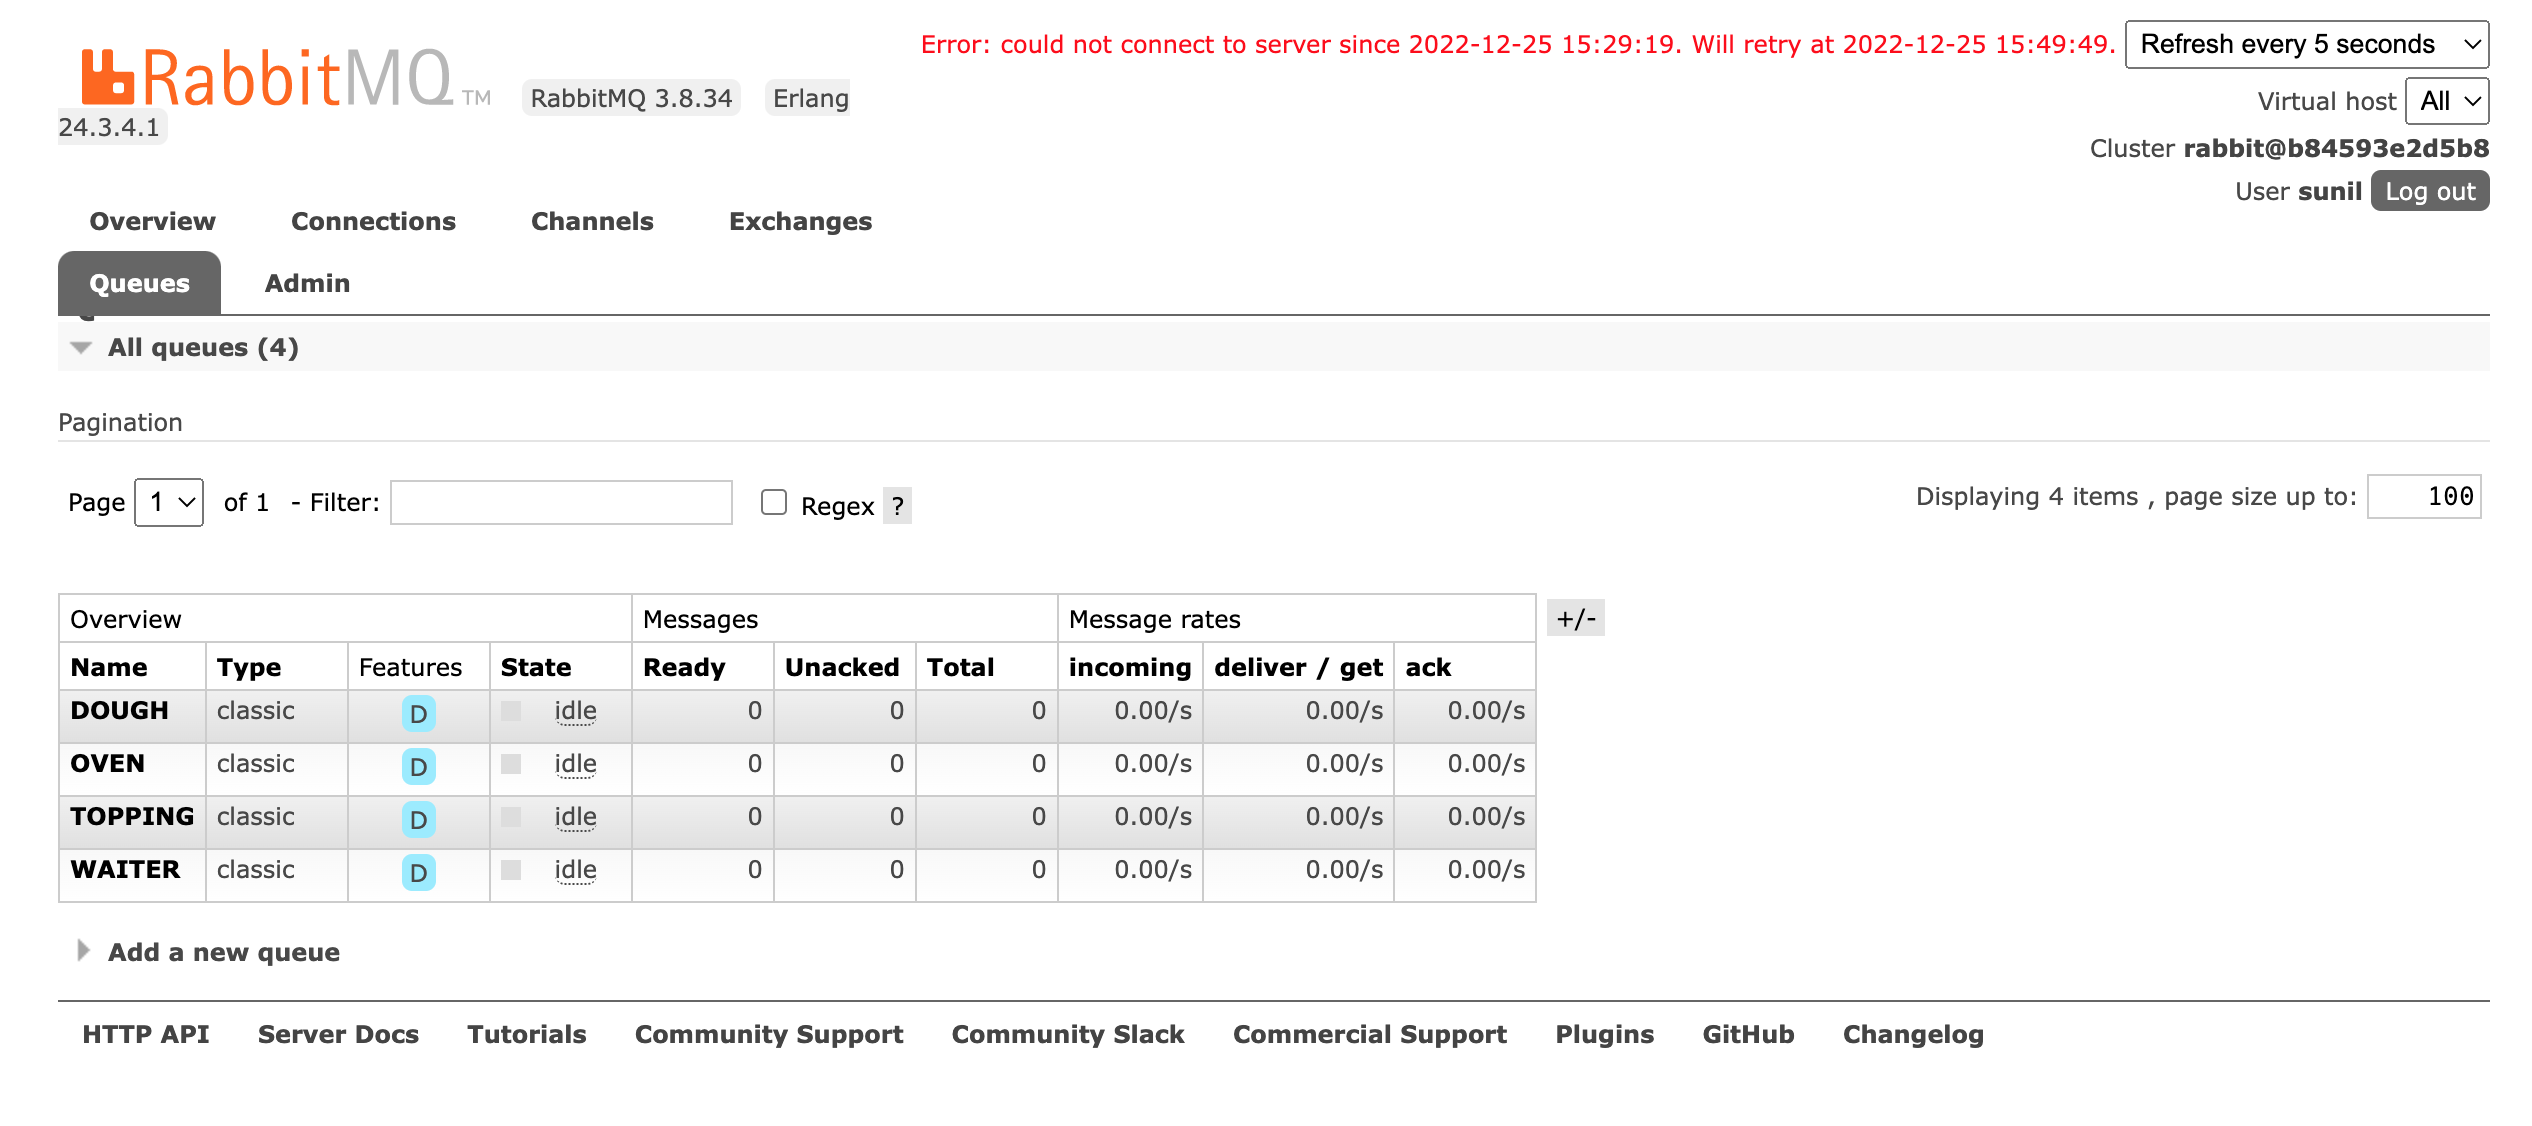 Error: could not connect to server since 2022-12-25 15:29:19. Will retry at 2022-12-25 15:49:49. Refresh every 5 seconds
RabbitMQ TM RabbitMQ 3.8.34 Erlang
24.3.4.1
Virtual host All
Cluster rabbit@b84593e2d5b8
User sunil Log out
Overview Connections Channels Exchanges
Queues Admin
All queues (4)
Pagination
Page 1 of 1 - Filter: Regex ? Displaying 4 items , page size up to: 100
Overview Messages Message rates +/-
Name Type Features State Ready Unacked Total incoming deliver / get ack
DOUGH classic D idle 0 0 0 0.00/s 0.00/s 0.00/s
OVEN classic D idle 0 0 0 0.00/s 0.00/s 0.00/s
TOPPING classic D idle 0 0 0 0.00/s 0.00/s 0.00/s
WAITER classic D idle 0 0 0 0.00/s 0.00/s 0.00/s
Add a new queue
HTTP API Server Docs Tutorials Community Support Community Slack Commercial Support Plugins GitHub Changelog